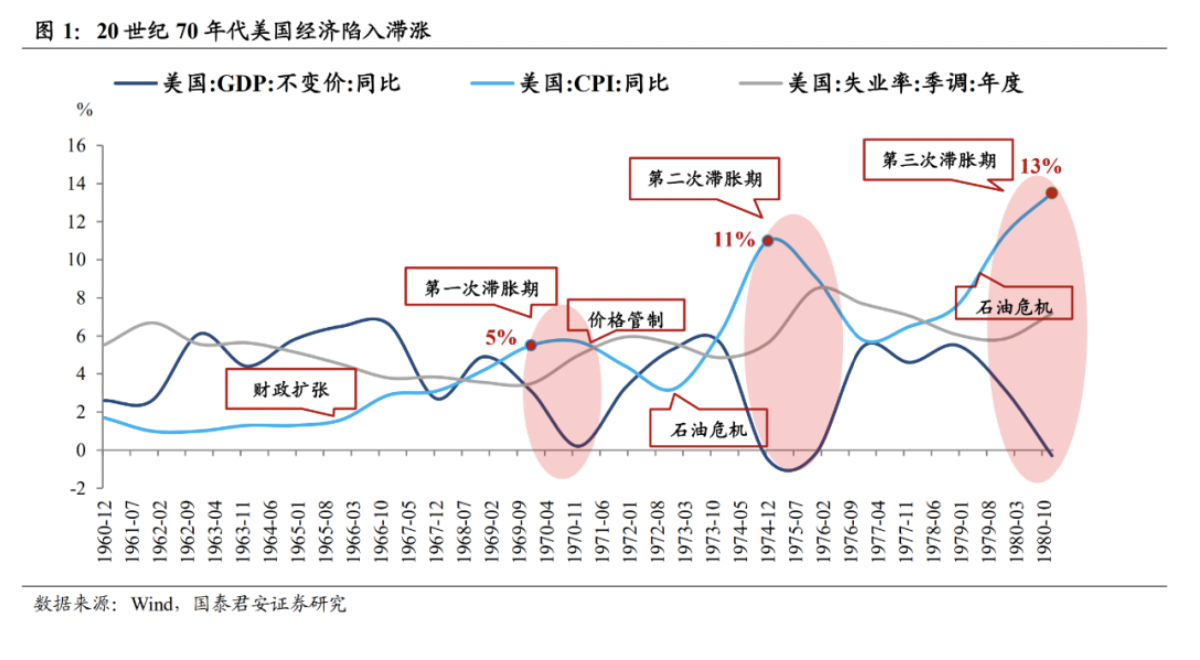 图 1：20 世纪 70 年代美国经济陷入滞涨
美国:GDP:不变价:同比 美国:CPI:同比 美国:失业率:季调:年度
%
16
14
12
10
8
6
4
2
0
-2
第一次滞胀期
5%
价格管制
财政扩张
第二次滞胀期
11%
石油危机
第三次滞胀期
13%
石油危机
1960-12 1961-07 1962-02 1962-09 1963-04 1963-11 1964-06 1965-01 1965-08 1966-03 1966-10 1967-05 1967-12 1968-07 1969-02 1969-09 1970-04 1970-11 1971-06 1972-01 1972-08 1973-03 1973-10 1974-05 1974-12 1975-07 1976-02 1976-09 1977-04 1977-11 1978-06 1979-01 1979-08 1980-03 1980-10
数据来源：Wind，国泰君安证券研究